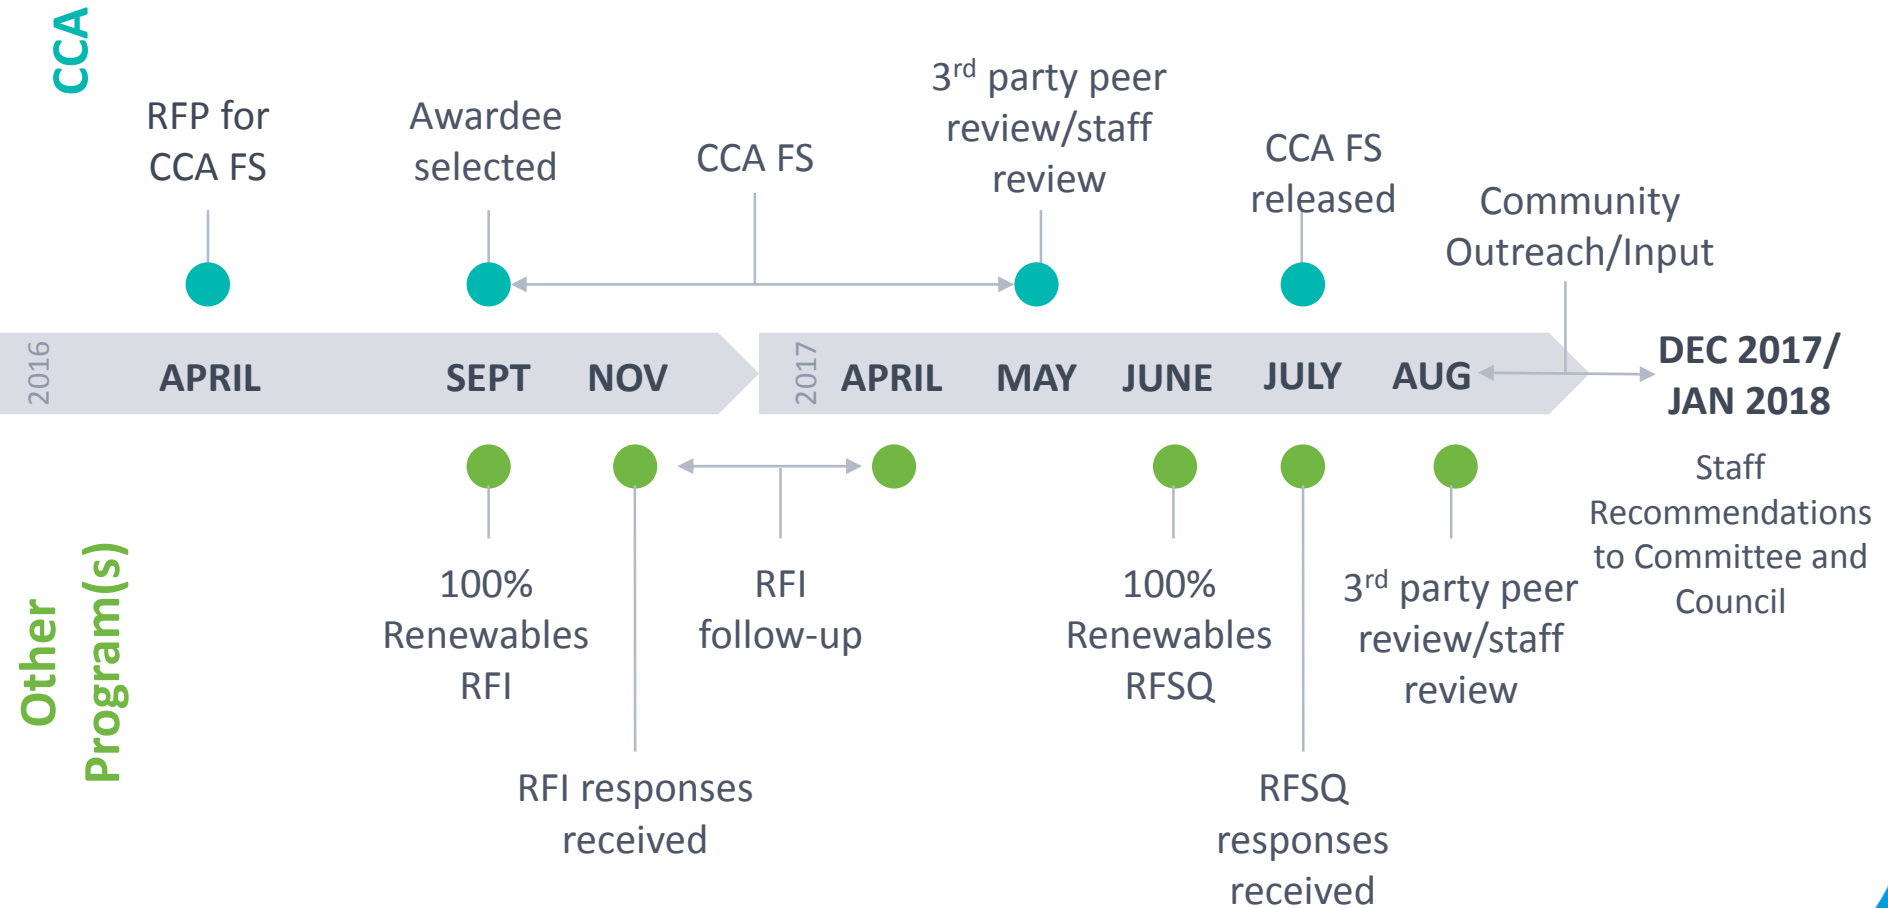 CCA
RFP for
CCA FS
Awardee
selected
CCA FS
3rd party peer
review/staff
review
CCA FS
released
Community
Outreach/Input
2016
APRIL
SEPT
NOV
2017
APRIL
MAY
JUNE
JULY
AUG
DEC 2017/
JAN 2018
Staff
Recommendations
to Committee and
Council
Other
Program(s)
100%
Renewables
RFI
RFI responses
received
RFI
follow-up
100%
Renewables
RFSQ
RFSQ
responses
received
3rd party peer
review/staff
review